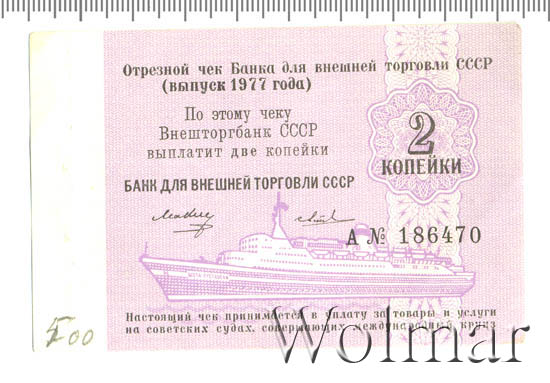 Отрезной чек Банка для внешней торговли СССР
(выпуск 1977 года)
По этому чеку
Внешторгбанк СССР
выплатит две копейки
2
КОПЕЙКИ
БАНК ДЛЯ ВНЕШНЕЙ ТОРГОВЛИ СССР
А № 186470
Настоящий чек принимается в уплату за товары и услуги
на советских судах, совершающих международный круиз
500
Wolmar